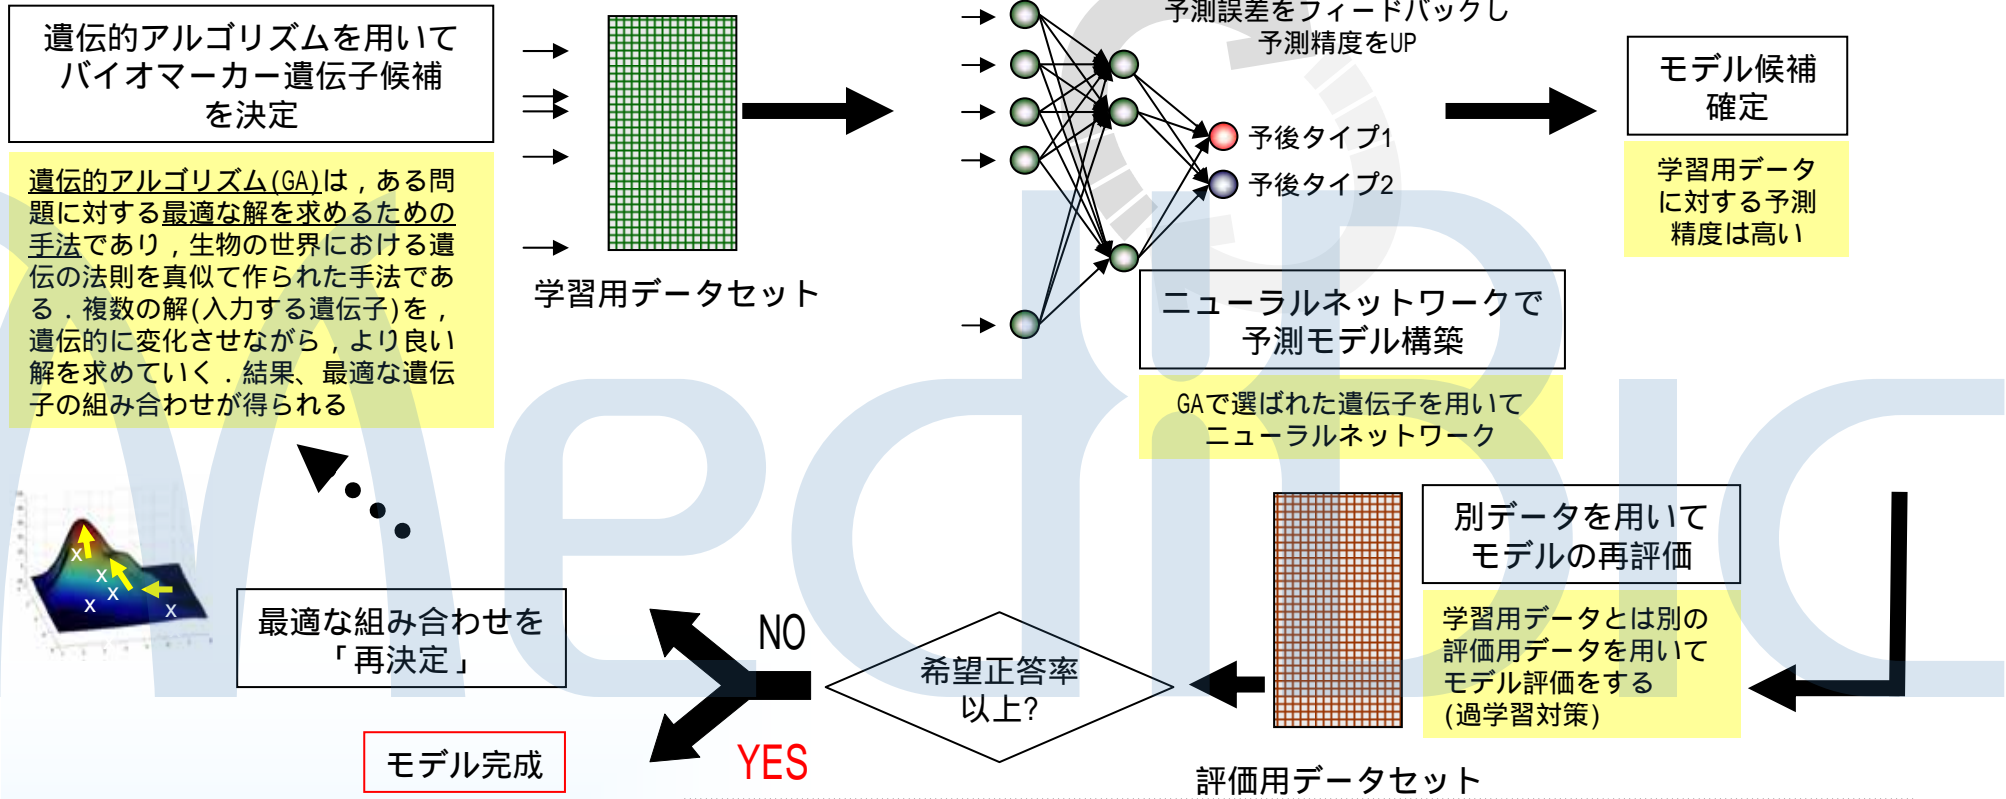 遺伝的アルゴリズムを用いて
バイオマーカー遺伝子候補
を決定
遺伝的アルゴリズム(GA)は，ある問
題に対する最適な解を求めるための
手法であり，生物の世界における遺
伝の法則を真似て作られた手法であ
る．複数の解(入力する遺伝子)を，
遺伝的に変化させながら，より良い
解を求めていく．結果、最適な遺伝
子の組み合わせが得られる
学習用データセット
予測誤差をフィードバックし
予測精度をUP
予後タイプ1
予後タイプ2
ニューラルネットワークで
予測モデル構築
GAで選ばれた遺伝子を用いて
ニューラルネットワーク
モデル候補
確定
学習用データ
に対する予測
精度は高い
別データを用いて
モデルの再評価
学習用データとは別の
評価用データを用いて
モデル評価をする
(過学習対策)
評価用データセット
希望正答率
以上?
NO
YES
最適な組み合わせを
「再決定」
モデル完成
x
x
x
x
x
MediBIC